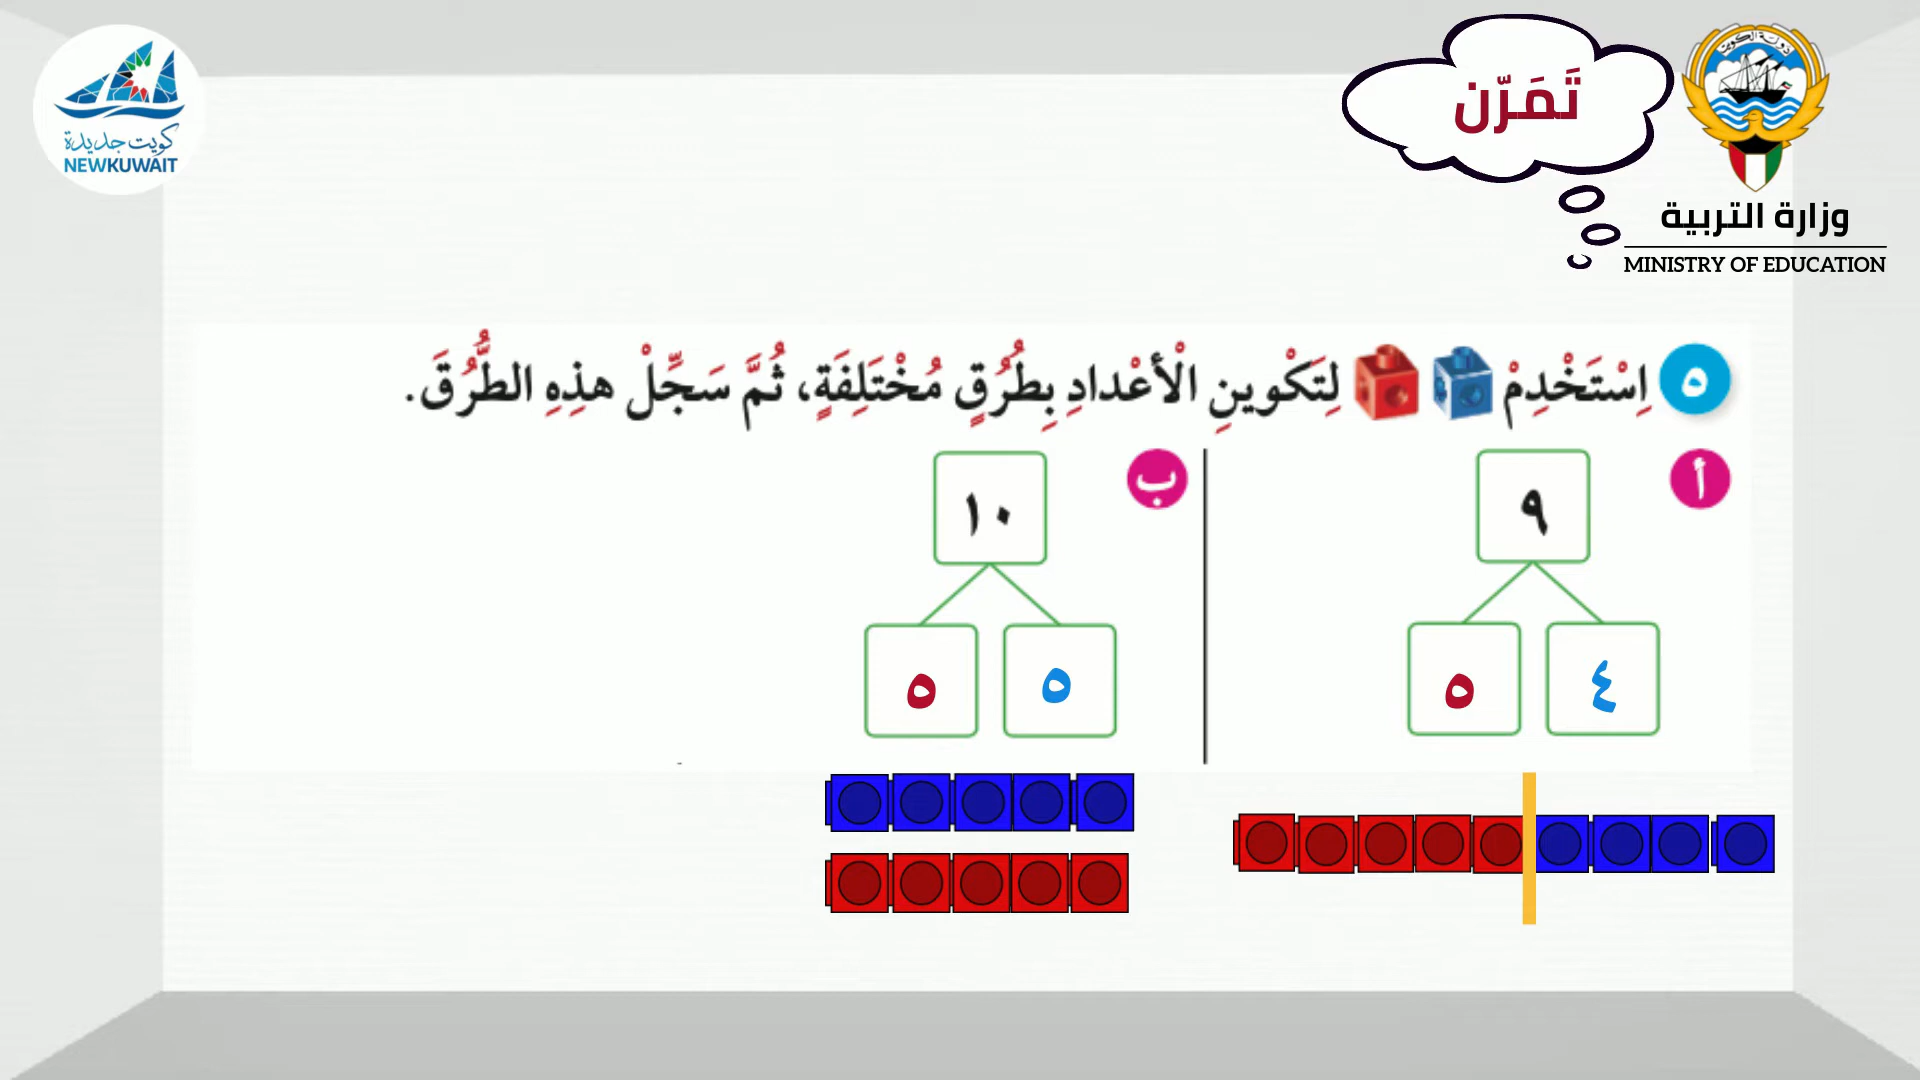 كويت جديدة
NEWKUWAIT
تَمَرّن
دولة الكويت
وزارة التربية
MINISTRY OF EDUCATION
٥ اِسْتَخْدِمْ لِتَكْوينِ الْأَعْدادِ بِطُرُقٍ مُخْتَلِفَةٍ، ثُمَّ سَجِّلْ هذِهِ الطُّرُقَ.
أ
٩
٤ ٥
ب
١٠
٥ ٥